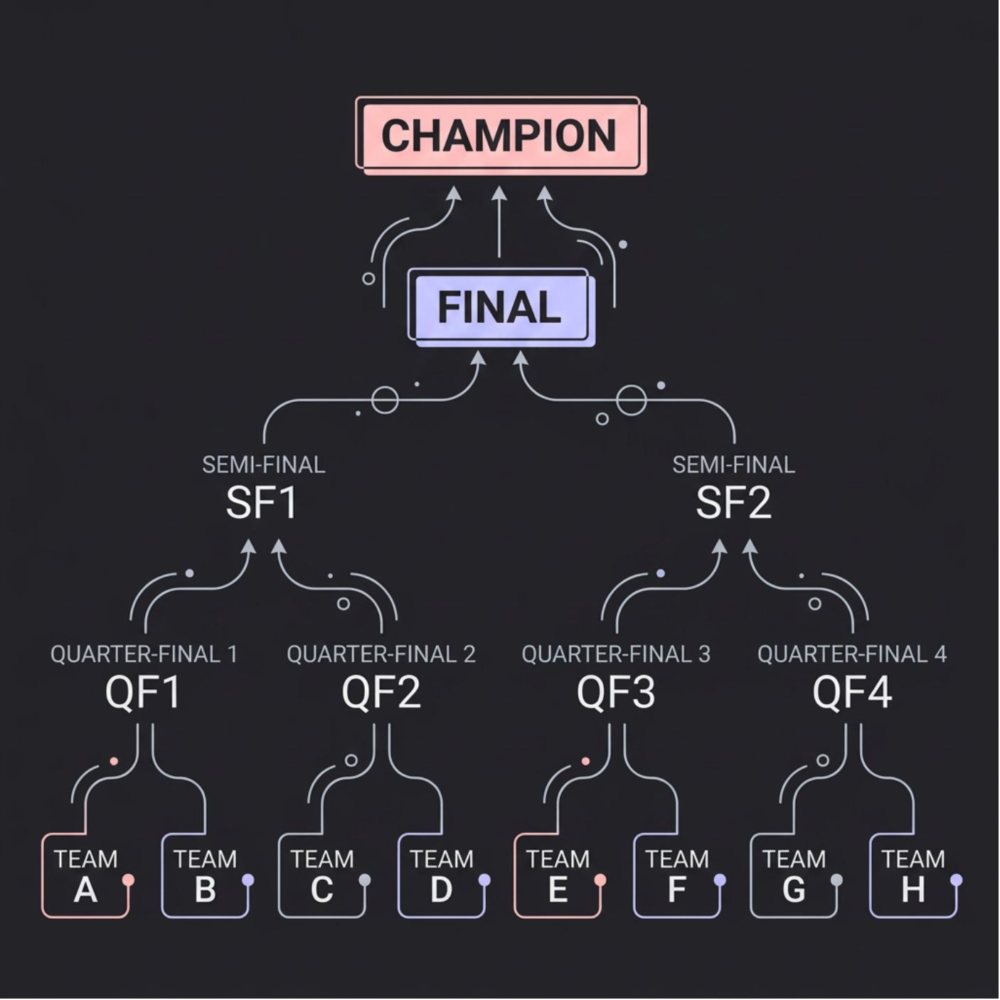 CHAMPION
FINAL
SEMI-FINAL
SF1
SEMI-FINAL
SF2
QUARTER-FINAL 1
QF1
QUARTER-FINAL 2
QF2
QUARTER-FINAL 3
QF3
QUARTER-FINAL 4
QF4
TEAM
A
TEAM
B
TEAM
C
TEAM
D
TEAM
E
TEAM
F
TEAM
G
TEAM
H